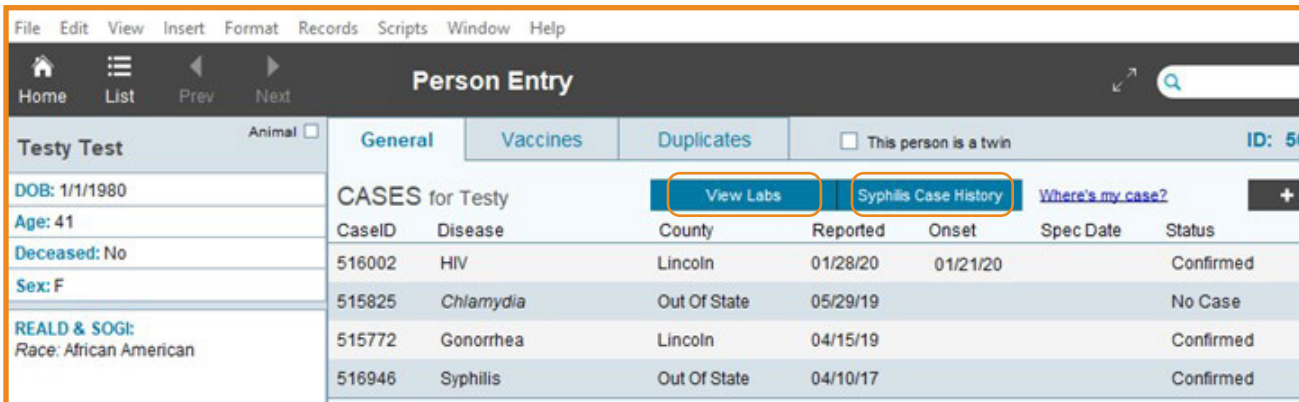 File Edit View Insert Format Records Scripts Window Help
Home List Prev Next Person Entry
Testy Test Animal
General Vaccines Duplicates This person is a twin ID:
DOB: 1/1/1980
Age: 41
Deceased: No
Sex: F
REALD & SOGI:
Race: African American
CASES for Testy View Labs Syphilis Case History Where's my case? +
CaseID Disease County Reported Onset Spec Date Status
516002 HIV Lincoln 01/28/20 01/21/20 Confirmed
515825 Chlamydia Out Of State 05/29/19 No Case
515772 Gonorrhea Lincoln 04/15/19 Confirmed
516946 Syphilis Out Of State 04/10/17 Confirmed